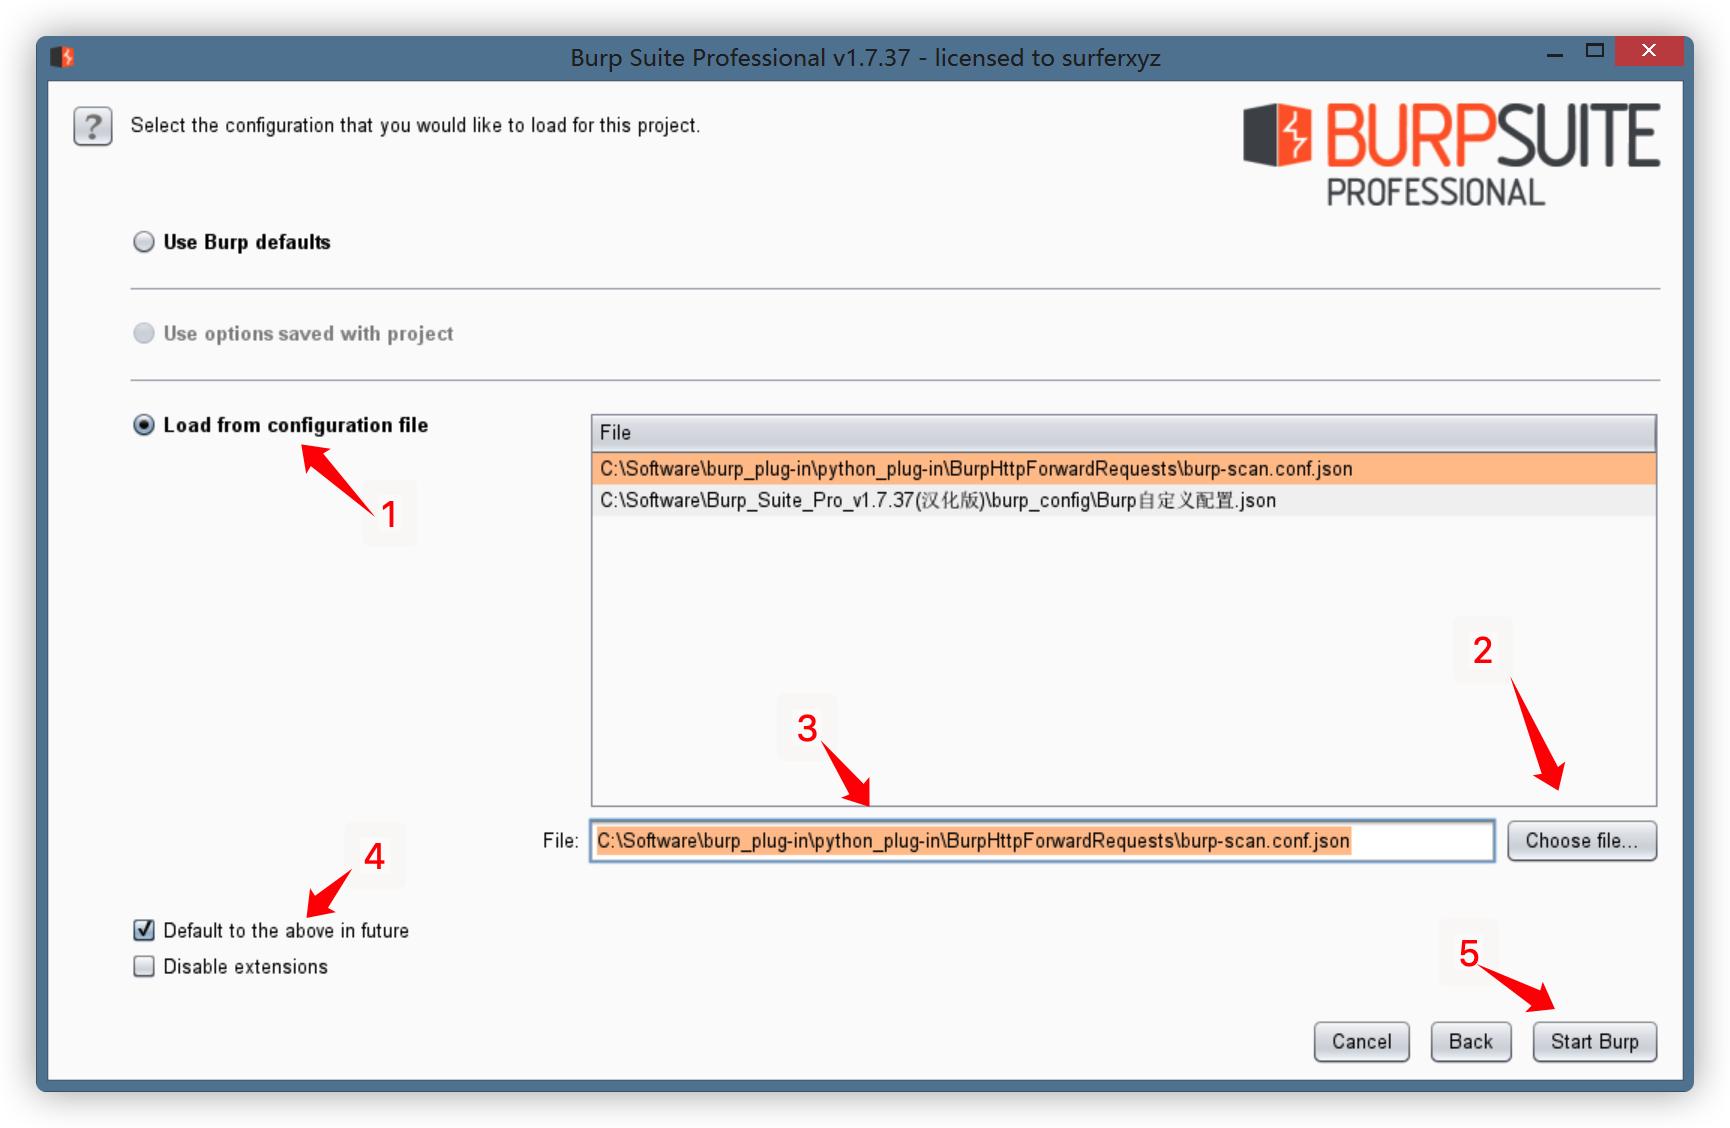 Burp Suite Professional v1.7.37 - licensed to surferxyz
?
Select the configuration that you would like to load for this project.
BURPSUITE
PROFESSIONAL
Use Burp defaults
Use options saved with project
Load from configuration file
1
File
C:\Software\burp_plug-in\python_plug-in\BurpHttpForwardRequests\burp-scan.conf.json
C:\Software\Burp_Suite_Pro_v1.7.37(汉化版)\burp_config\Burp自定义配置.json
2
3
File:
C:\Software\burp_plug-in\python_plug-in\BurpHttpForwardRequests\burp-scan.conf.json
Choose file...
4
Default to the above in future
Disable extensions
5
Cancel
Back
Start Burp